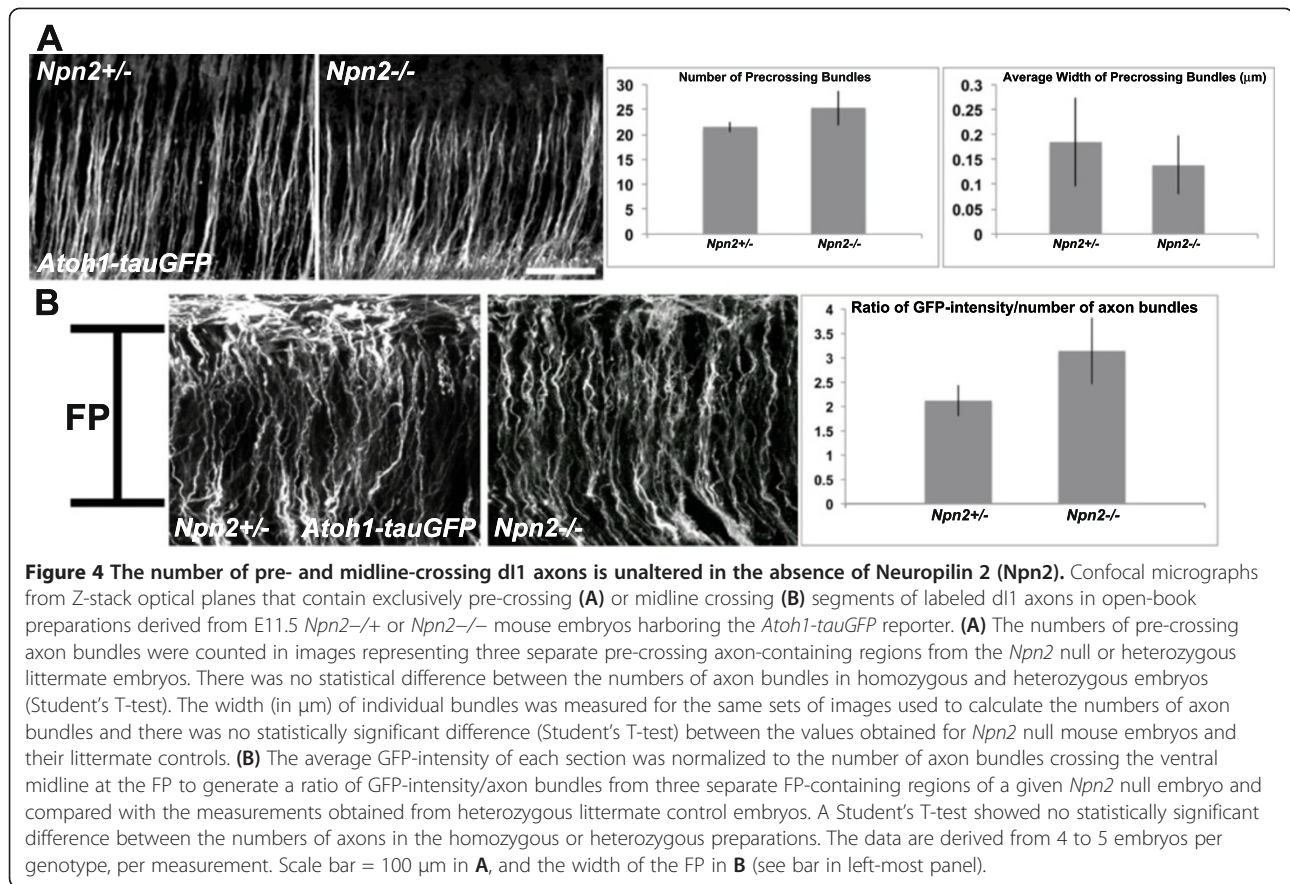 A
Npn2+/-
Npn2-/-
Atoh1-tauGFP
Number of Precrossing Bundles
30
25
20
15
10
5
0
Npn2+/-
Npn2-/-
Average Width of Precrossing Bundles (µm)
0.3
0.25
0.2
0.15
0.1
0.05
0
Npn2+/-
Npn2-/-
B
FP
Npn2+/-
Atoh1-tauGFP
Npn2-/-
Ratio of GFP-intensity/number of axon bundles
4
3.5
3
2.5
2
1.5
1
0.5
0
Npn2+/-
Npn2-/-
Figure 4 The number of pre- and midline-crossing dI1 axons is unaltered in the absence of Neuropilin 2 (Npn2). Confocal micrographs
from Z-stack optical planes that contain exclusively pre-crossing (A) or midline crossing (B) segments of labeled dI1 axons in open-book
preparations derived from E11.5 Npn2−/+ or Npn2−/− mouse embryos harboring the Atoh1-tauGFP reporter. (A) The numbers of pre-crossing
axon bundles were counted in images representing three separate pre-crossing axon-containing regions from the Npn2 null or heterozygous
littermate embryos. There was no statistical difference between the numbers of axon bundles in homozygous and heterozygous embryos
(Student's T-test). The width (in µm) of individual bundles was measured for the same sets of images used to calculate the numbers of axon
bundles and there was no statistically significant difference (Student's T-test) between the values obtained for Npn2 null mouse embryos and
their littermate controls. (B) The average GFP-intensity of each section was normalized to the number of axon bundles crossing the ventral
midline at the FP to generate a ratio of GFP-intensity/axon bundles from three separate FP-containing regions of a given Npn2 null embryo and
compared with the measurements obtained from heterozygous littermate control embryos. A Student's T-test showed no statistically significant
difference between the numbers of axons in the homozygous or heterozygous preparations. The data are derived from 4 to 5 embryos per
genotype, per measurement. Scale bar = 100 µm in A, and the width of the FP in B (see bar in left-most panel).